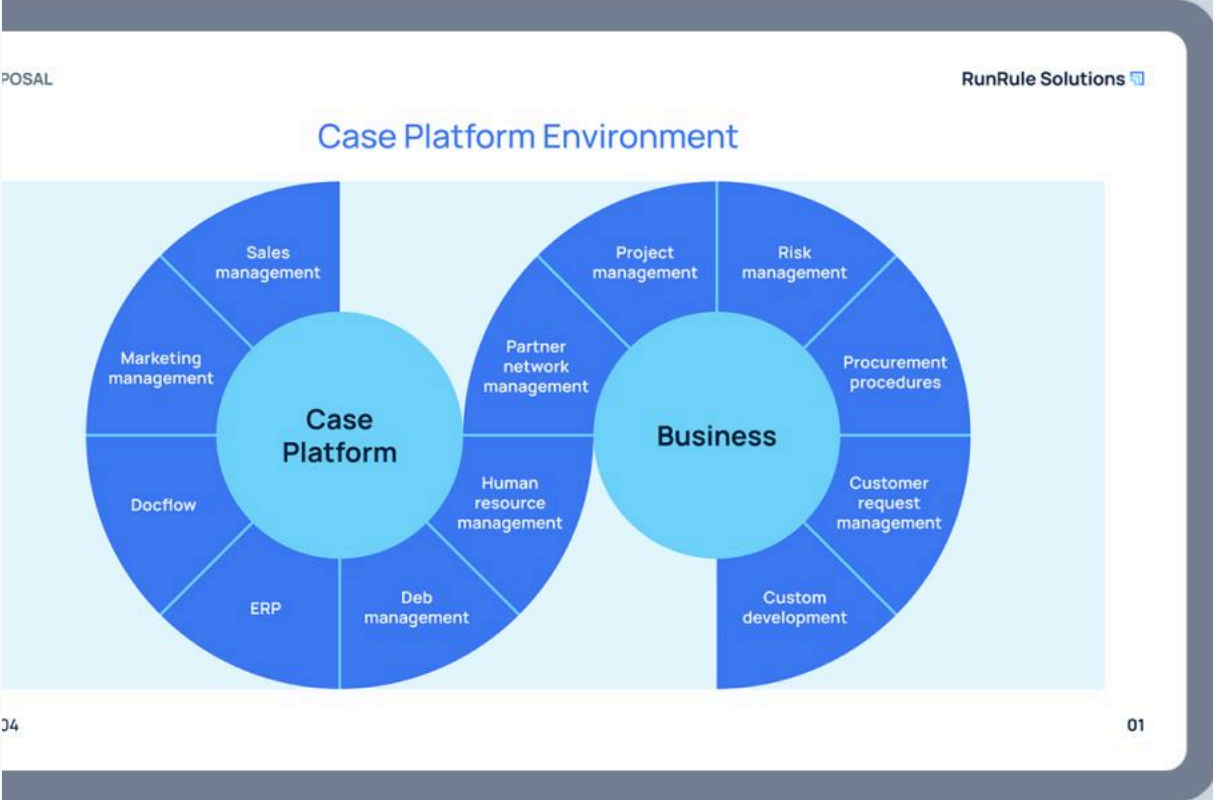 POSAL
RunRule Solutions
Case Platform Environment
Sales
management
Marketing
management
Docflow
ERP
Deb
management
Human
resource
management
Partner
network
management
Project
management
Risk
management
Procurement
procedures
Customer
request
management
Custom
development
Case
Platform
Business
04
01